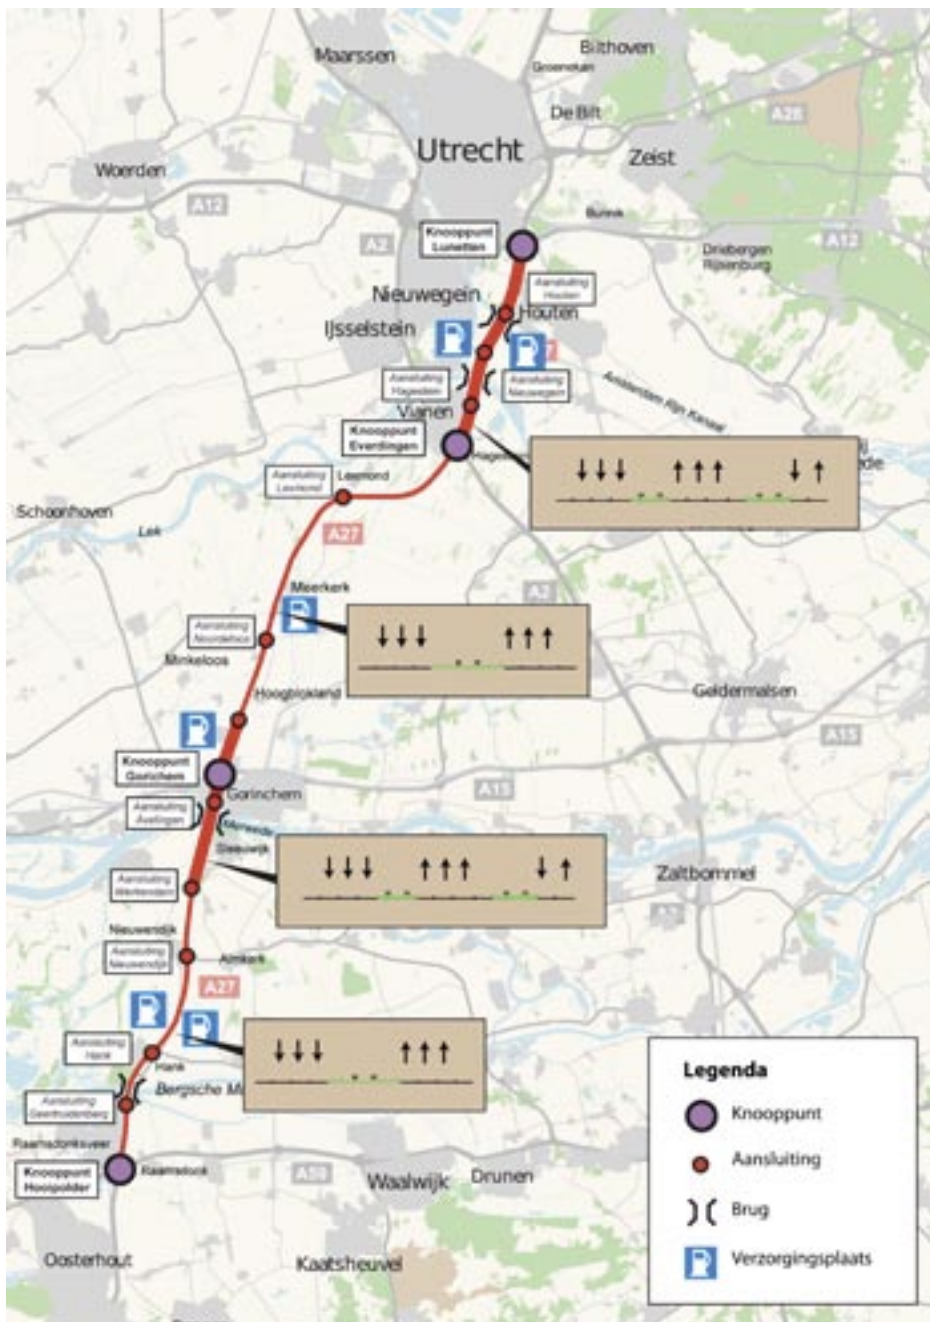 Maarssen
Bilthoven
Groenekan
De Bilt
A28
Utrecht
Zeist
Woerden
A12
Bunnik
Knooppunt
Lunetten
A2
A12
Driebergen
Rijsenburg
Aansluiting
Houten
Nieuwegein
Houten
IJsselstein
Aansluiting
Hagestein
Aansluiting
Nieuwegein
Amsterdam Rijn Kanaal
Vianen
Knooppunt
Everdingen
Lexmond
Aansluiting
Lexmond
Schoonhoven
Lek
A27
Meerkerk
A2
Aansluiting
Noordeloos
Minkeloos
Hoogblokland
Geldermalsen
A15
Knooppunt
Gorichem
Gorinchem
A15
Aansluiting
Avelingen
Merwede
Sleeuwijk
Aansluiting
Werkendam
Zaltbommel
Nieuwendijk
Aansluiting
Nieuwendijk
Almkerk
A27
Aansluiting
Hank
Hank
Bergsche M
Aansluiting
Geertruidenberg
Raamsdonksveer
Knooppunt
Hooipolder
Raamsdonk
A59
Waalwijk
Drunen
Oosterhout
Kaatsheuvel
Legenda
Knooppunt
Aansluiting
Brug
Verzorgingsplaats